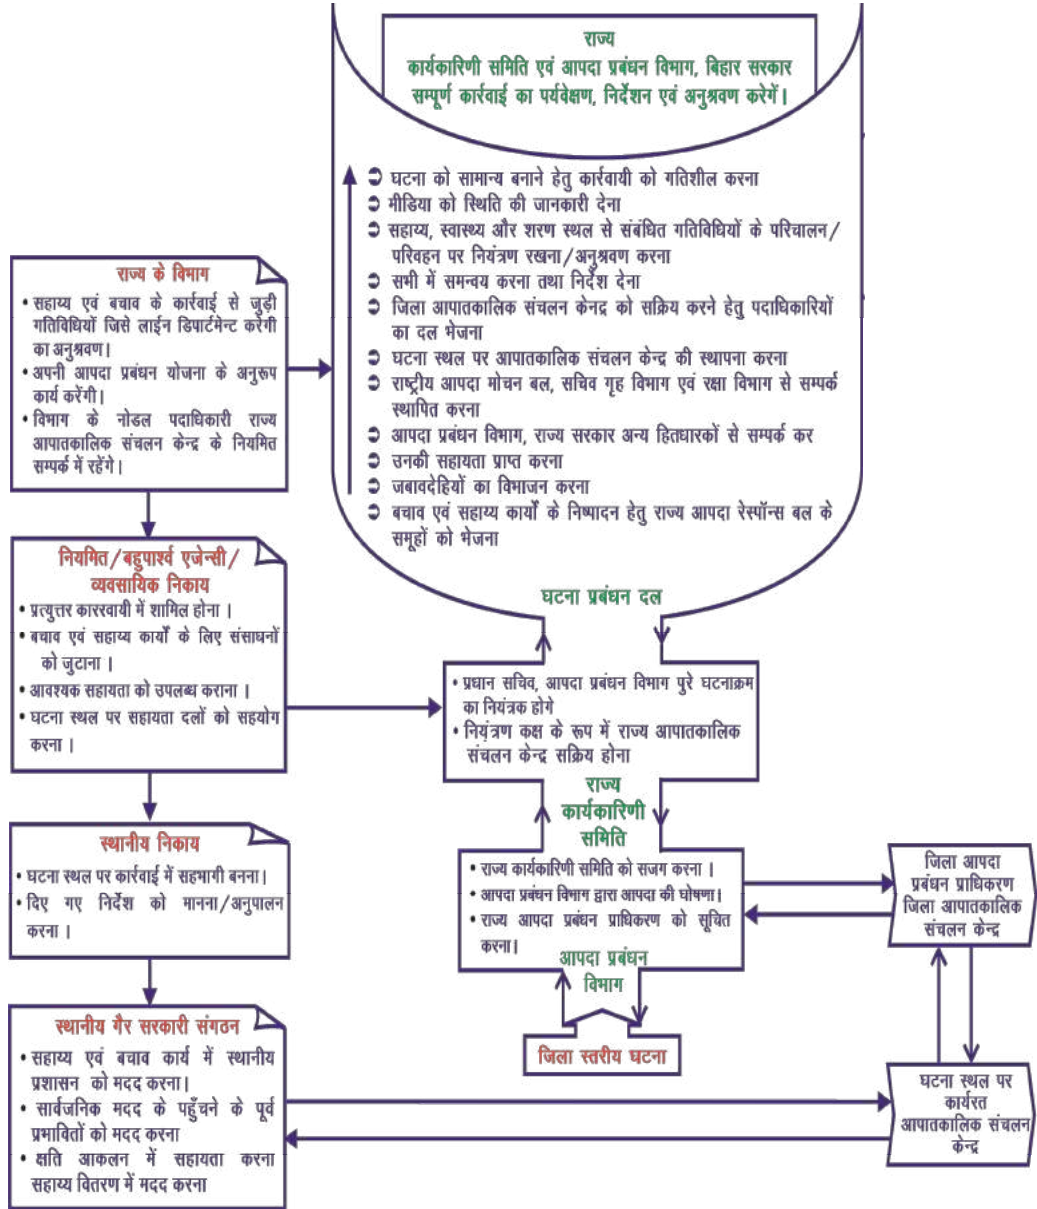 राज्य
कार्यकारिणी समिति एवं आपदा प्रबंधन विभाग, बिहार सरकार
सम्पूर्ण कार्रवाई का पर्यवेक्षण, निर्देशन एवं अनुश्रवण करेगें।
घटना को सामान्य बनाने हेतु कार्रवायी को गतिशील करना
मीडिया को स्थिति की जानकारी देना
सहाय्य, स्वास्थ्य और शरण स्थल से संबंधित गतिविधियों के परिचालन/
परिवहन पर नियंत्रण रखना/अनुश्रवण करना
सभी में समन्वय करना तथा निर्देश देना
जिला आपातकालिक संचलन केनद्र को सक्रिय करने हेतु पदाधिकारियों
का दल भेजना
घटना स्थल पर आपातकालिक संचलन केन्द्र की स्थापना करना
राष्ट्रीय आपदा मोचन बल, सचिव गृह विभाग एवं रक्षा विभाग से सम्पर्क
स्थापित करना
आपदा प्रबंधन विभाग, राज्य सरकार अन्य हितधारकों से सम्पर्क कर
उनकी सहायता प्राप्त करना
जबावदेहियों का विभाजन करना
बचाव एवं सहाय्य कार्यों के निष्पादन हेतु राज्य आपदा रेस्पॉन्स बल के
समूहों को भेजना
घटना प्रबंधन दल
राज्य के विभाग
• सहाय्य एवं बचाव के कार्रवाई से जुड़ी
गतिविधियों जिसे लाईन डिपार्टमेन्ट करेगी
का अनुश्रवण।
• अपनी आपदा प्रबंधन योजना के अनुरूप
कार्य करेंगी।
• विभाग के नोडल पदाधिकारी राज्य
आपातकालिक संचलन केन्द्र के नियमित
सम्पर्क में रहेंगे।
नियमित/बहुपार्श्व एजेन्सी/
व्यवसायिक निकाय
• प्रत्युत्तर काररवायी में शामिल होना ।
• बचाव एवं सहाय्य कार्यों के लिए संसाधनों
को जुटाना ।
• आवश्यक सहायता को उपलब्ध कराना ।
• घटना स्थल पर सहायता दलों को सहयोग
करना ।
• प्रधान सचिव, आपदा प्रबंधन विभाग पुरे घटनाक्रम
का नियंत्रक होगे
• नियंत्रण कक्ष के रूप में राज्य आपातकालिक
संचलन केन्द्र सक्रिय होना
राज्य
कार्यकारिणी
समिति
स्थानीय निकाय
• घटना स्थल पर कार्रवाई में सहभागी बनना।
• दिए गए निर्देश को मानना/अनुपालन
करना ।
• राज्य कार्यकारिणी समिति को सजग करना ।
• आपदा प्रबंधन विभाग द्वारा आपदा की घोषणा।
• राज्य आपदा प्रबंधन प्राधिकरण को सूचित
करना।
आपदा प्रबंधन
विभाग
जिला स्तरीय घटना
जिला आपदा
प्रबंधन प्राधिकरण
जिला आपातकालिक
संचलन केन्द्र
स्थानीय गैर सरकारी संगठन
• सहाय्य एवं बचाव कार्य में स्थानीय
प्रशासन को मदद करना।
• सार्वजनिक मदद के पहुँचने के पूर्व
प्रभावितों को मदद करना
• क्षति आकलन में सहायता करना
सहाय्य वितरण में मदद करना
घटना स्थल पर
कार्यरत
आपातकालिक संचलन
केन्द्र